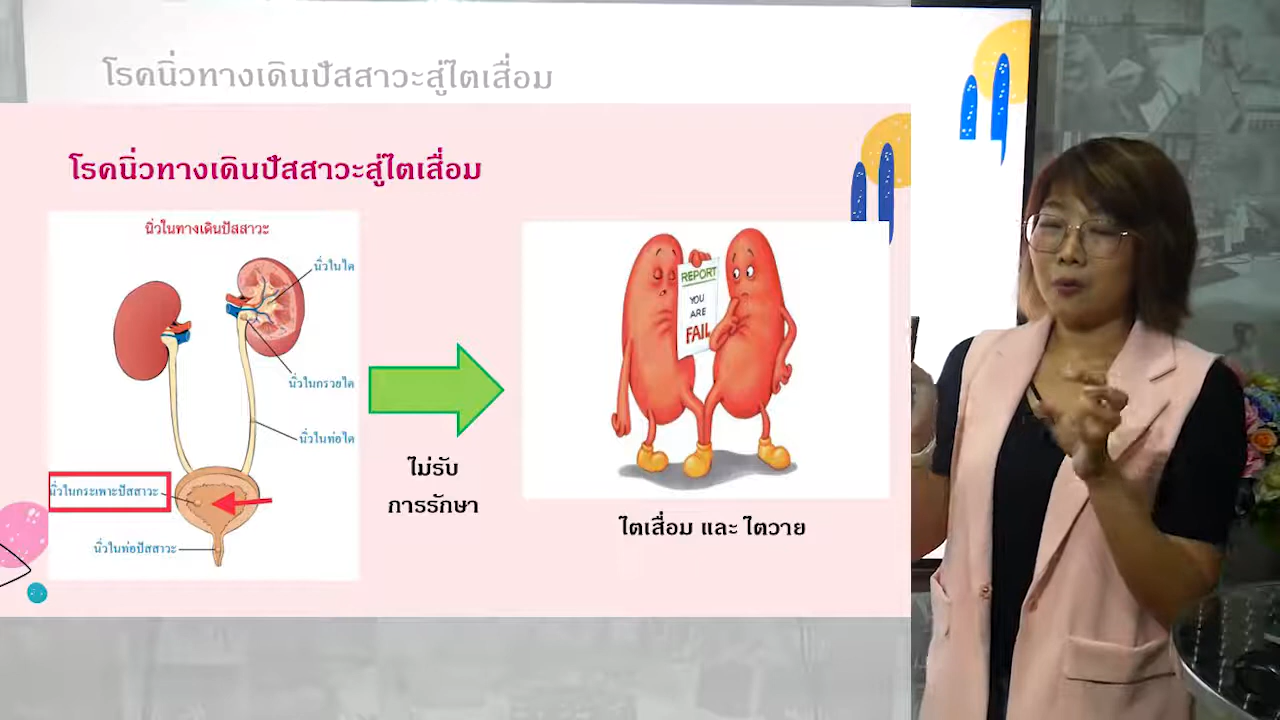 โรคนิ่วทางเดินปัสสาวะสู่ไตเสื่อม
โรคนิ่วทางเดินปัสสาวะสู่ไตเสื่อม
นิ่วในทางเดินปัสสาวะ
นิ่วในไต
นิ่วในกรวยไต
นิ่วในท่อไต
นิ่วในกระเพาะปัสสาวะ
นิ่วในท่อปัสสาวะ
ไม่รับ
การรักษา
REPORT
YOU
ARE
FAIL
ไตเสื่อม และ ไตวาย